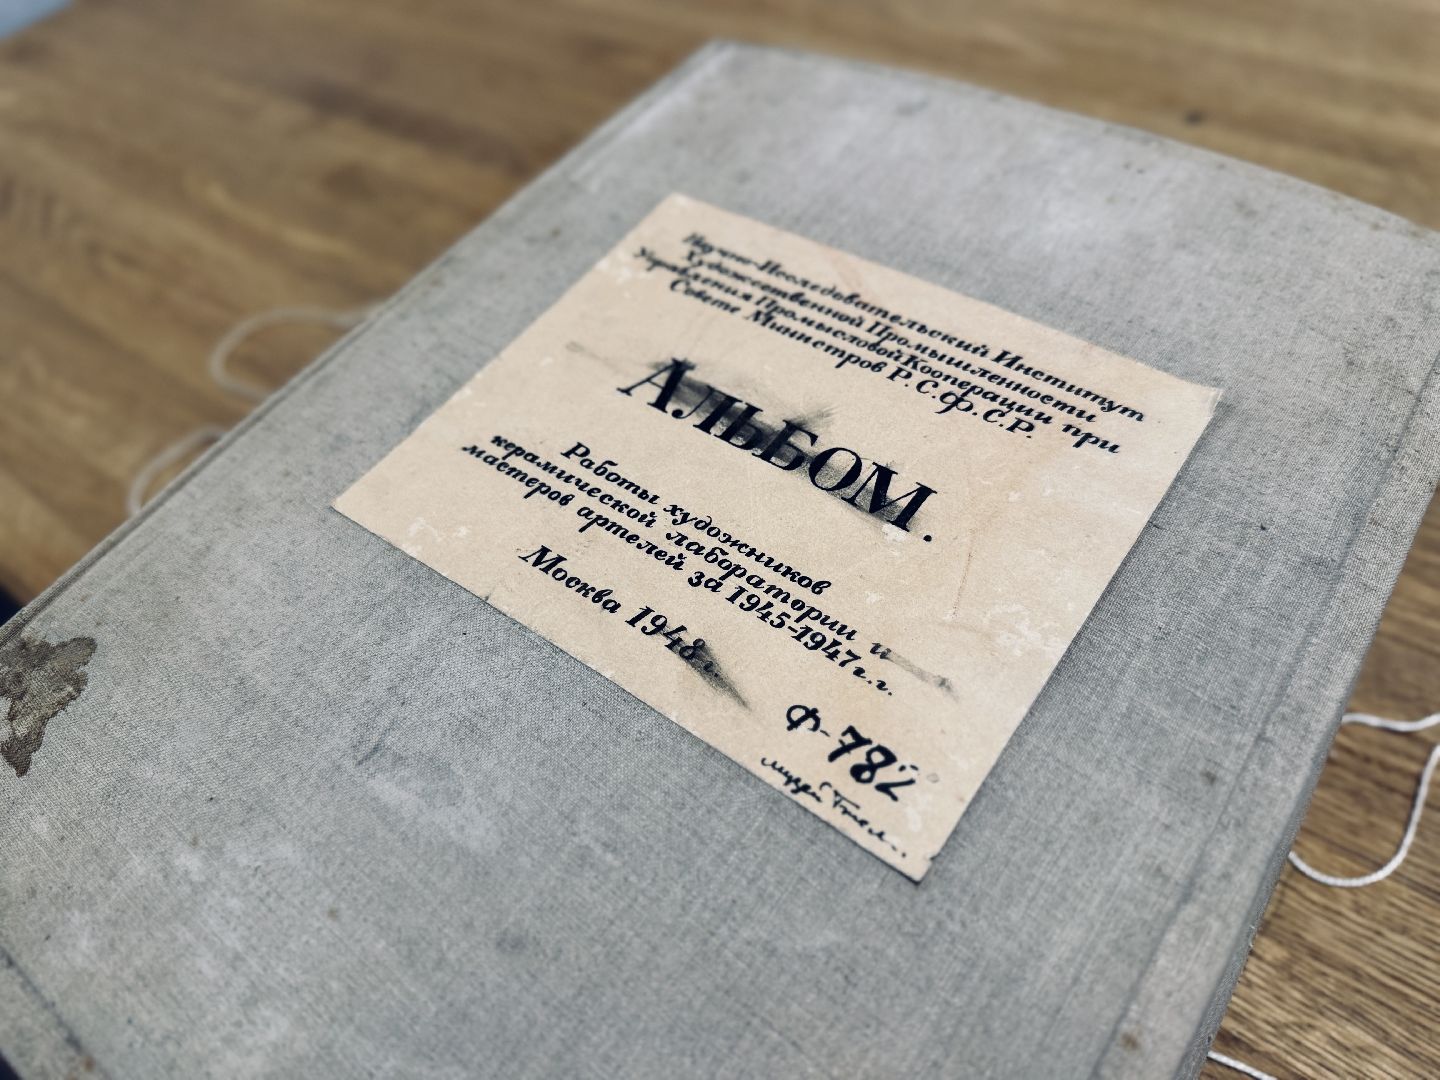 Научно-Исследовательский Институт
Художественной Промышленности
Управления Промысловой Кооперации при
Совете Министров Р.С.Ф.С.Р.
АЛЬБОМ.
Работы художников
керамической лаборатории и
мастеров артелей за 1945-1947 г.г.
Москва 1948 г.
Ф-782